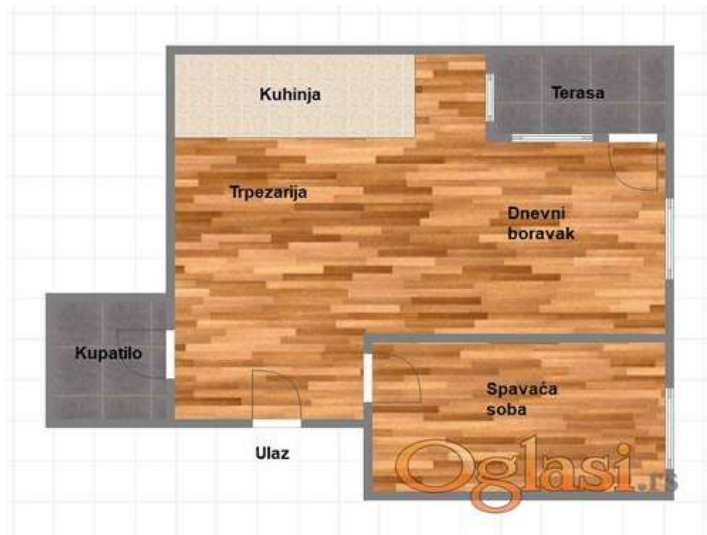 Kuhinja
Terasa
Trpezarija
Dnevni
boravak
Kupatilo
Spavaća
soba
Ulaz
Oglasi.rs